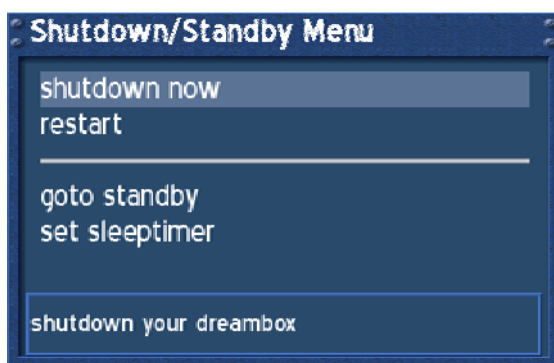 Shutdown/Standby Menu
shutdown now
restart
goto standby
set sleeptimer
shutdown your dreambox